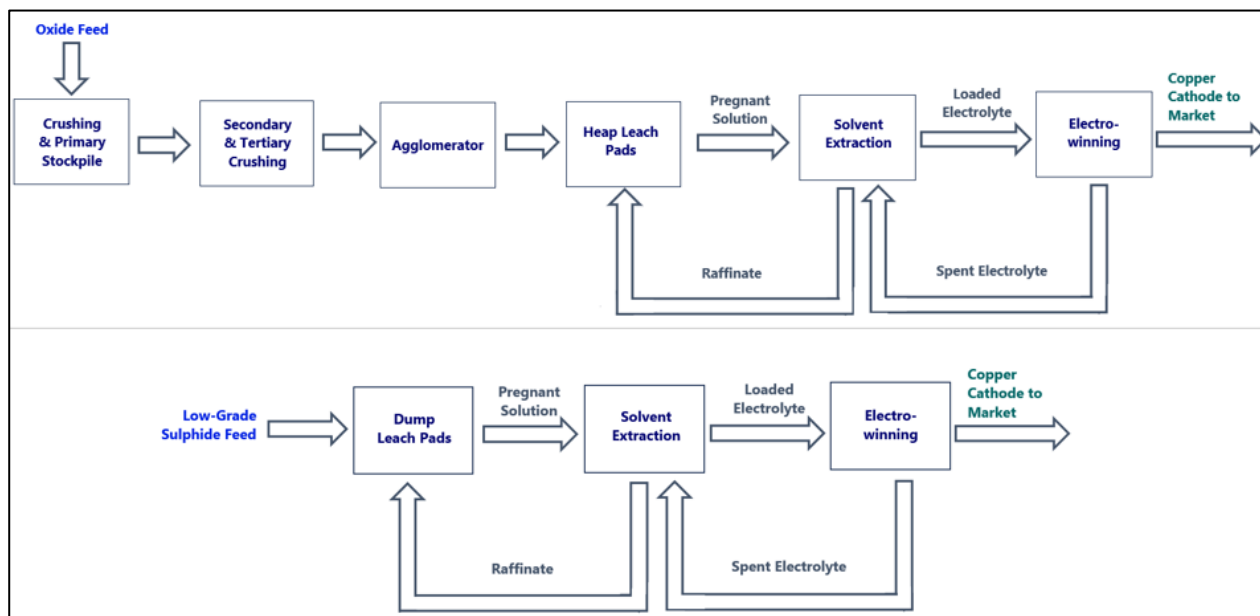 Oxide Feed
Crushing
& Primary
Stockpile
Secondary
& Tertiary
Crushing
Agglomerator
Heap Leach
Pads
Pregnant
Solution
Solvent
Extraction
Loaded
Electrolyte
Electro-
winning
Copper
Cathode to
Market
Raffinate
Spent Electrolyte
Low-Grade
Sulphide Feed
Dump
Leach Pads
Pregnant
Solution
Solvent
Extraction
Loaded
Electrolyte
Electro-
winning
Copper
Cathode to
Market
Raffinate
Spent Electrolyte